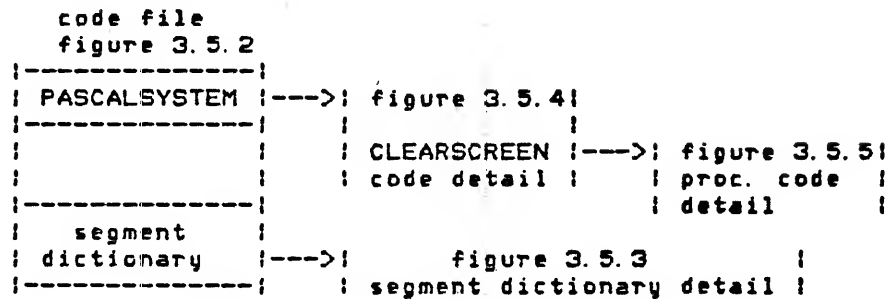 code file
figure 3.5.2
PASCALSYSTEM ---> figure 3.5.4
CLEARSCREEN ---> figure 3.5.5
code detail proc. code
detail
segment
dictionary ---> figure 3.5.3
segment dictionary detail